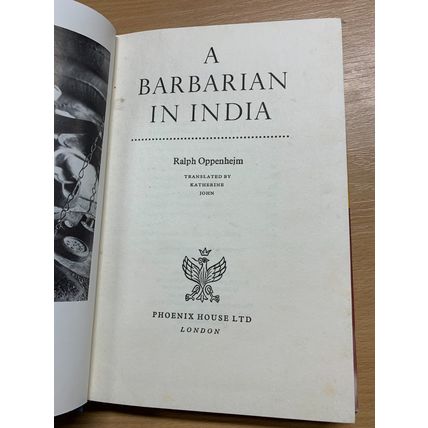 A
BARBARIAN
IN INDIA
Ralph Oppenhejm
TRANSLATED BY
KATHERINE
JOHN
PHOENIX HOUSE LTD
LONDON